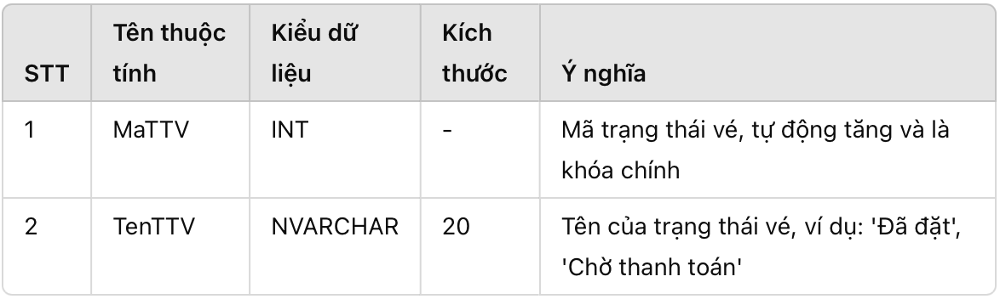 STT Tên thuộc tính Kiểu dữ liệu Kích thước Ý nghĩa
1 MaTTV INT - Mã trạng thái vé, tự động tăng và là
khóa chính
2 TenTTV NVARCHAR 20 Tên của trạng thái vé, ví dụ: 'Đã đặt',
'Chờ thanh toán'